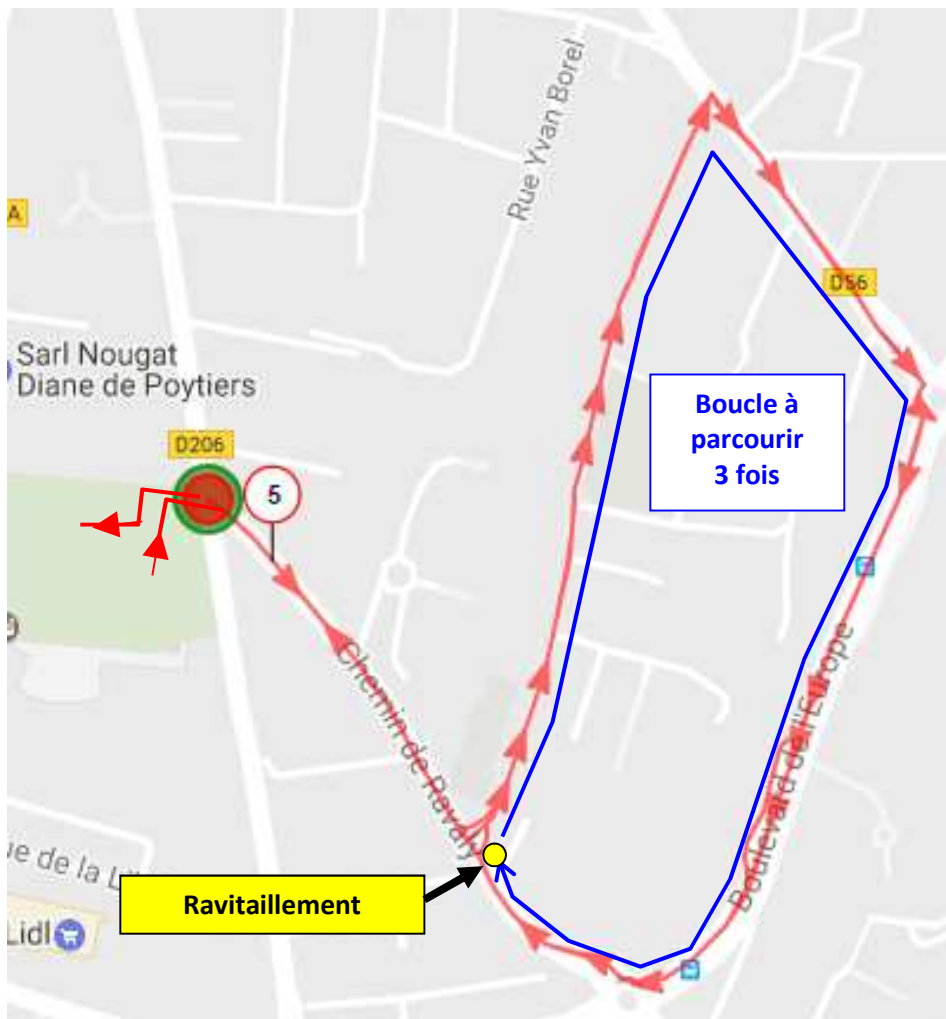 Rue Yvan Borel
A
D56
Sarl Nougat
Diane de Poytiers
Boucle à
parcourir
3 fois
D206
5
Chemin de Ravaly
Boulevard de l'Europe
ue de la Li
Ravitaillement
Lidl